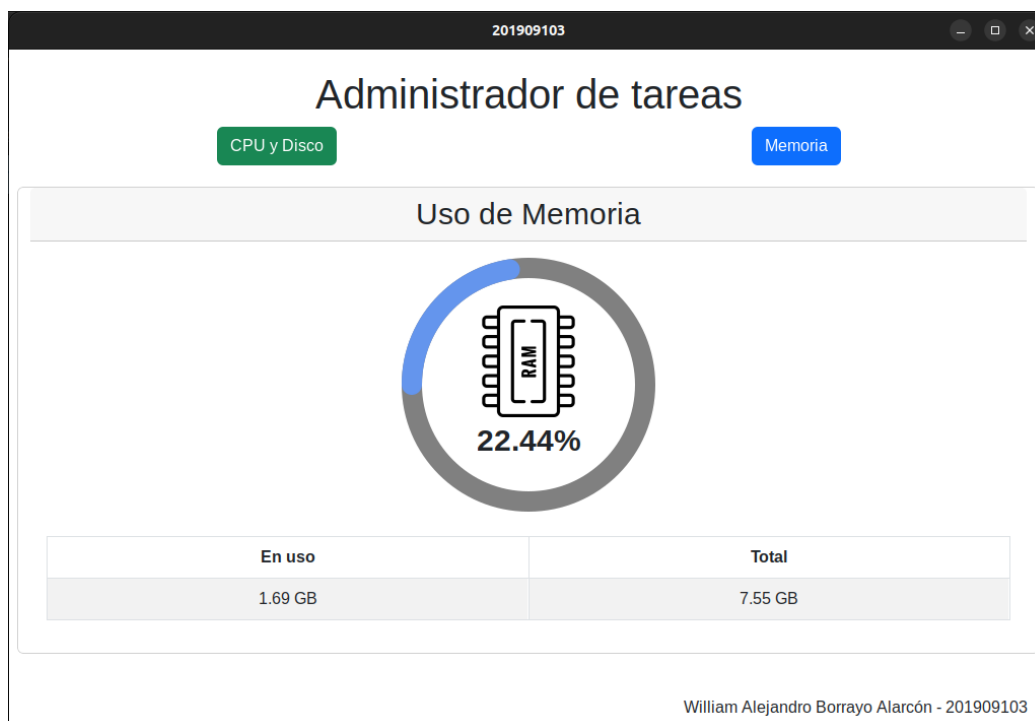 201909103
Administrador de tareas
CPU y Disco Memoria
Uso de Memoria
RAM
22.44%
En uso Total
1.69 GB 7.55 GB
William Alejandro Borrayo Alarcón - 201909103